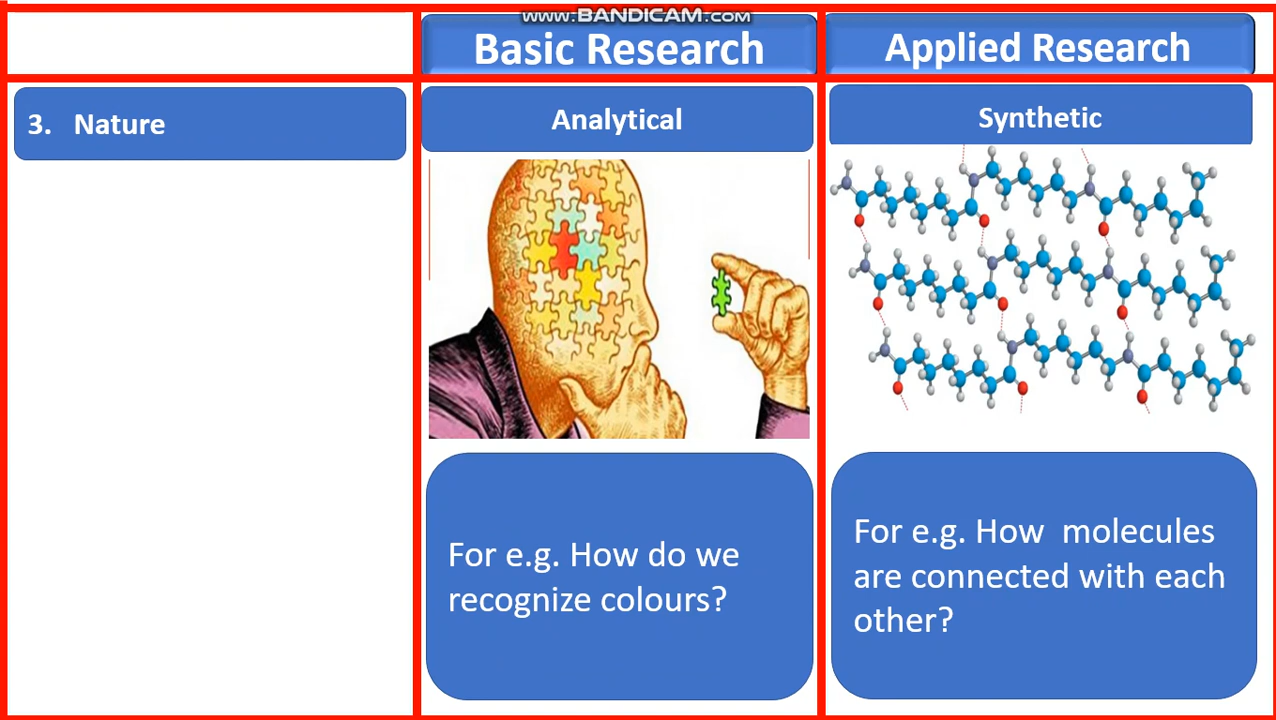 www.BANDICAM.com
Basic Research
Applied Research
3. Nature
Analytical
Synthetic
For e.g. How do we
recognize colours?
For e.g. How molecules
are connected with each
other?